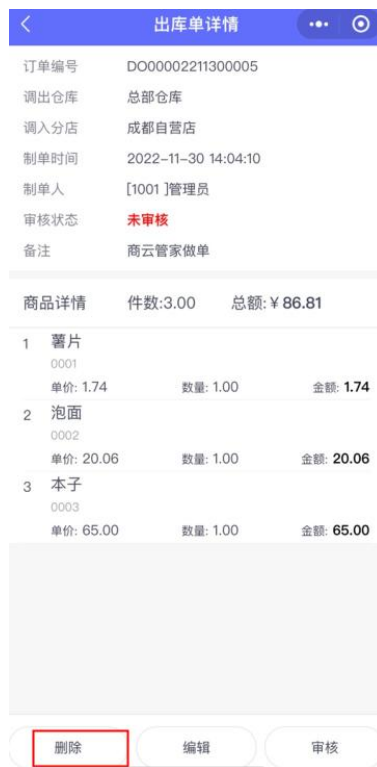 出库单详情
订单编号 DO00002211300005
调出仓库 总部仓库
调入分店 成都自营店
制单时间 2022-11-30 14:04:10
制单人 [1001 ]管理员
审核状态 未审核
备注 商云管家做单
商品详情 件数:3.00 总额:¥86.81
1 薯片
0001
单价: 1.74 数量: 1.00 金额: 1.74
2 泡面
0002
单价: 20.06 数量: 1.00 金额: 20.06
3 本子
0003
单价: 65.00 数量: 1.00 金额: 65.00
删除 编辑 审核